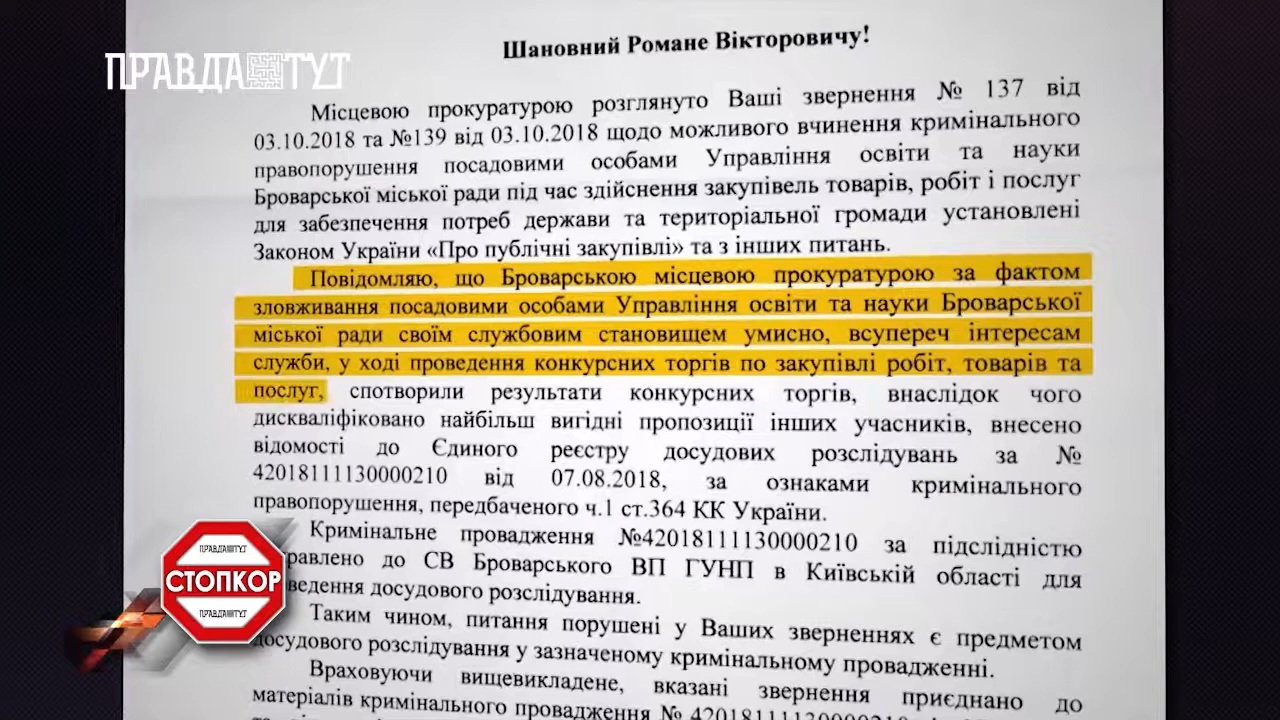 ПРАВДА ТУТ
Шановний Романе Вікторовичу!
Місцевою прокуратурою розглянуто Ваші звернення № 137 від
03.10.2018 та №139 від 03.10.2018 щодо можливого вчинення кримінального
правопорушення посадовими особами Управління освіти та науки
Броварської міської ради під час здійснення закупівель товарів, робіт і послуг
для забезпечення потреб держави та територіальної громади установлені
Законом України «Про публічні закупівлі» та з інших питань.
Повідомляю, що Броварською місцевою прокуратурою за фактом
зловживання посадовими особами Управління освіти та науки Броварської
міської ради своїм службовим становищем умисно, всупереч інтересам
служби, у ході проведення конкурсних торгів по закупівлі робіт, товарів та
послуг, спотворили результати конкурсних торгів, внаслідок чого
дискваліфіковано найбільш вигідні пропозиції інших учасників, внесено
відомості до Єдиного реєстру досудових розслідувань за №
42018111130000210 від 07.08.2018, за ознаками кримінального
правопорушення, передбаченого ч.1 ст.364 КК України.
Кримінальне провадження №42018111130000210 за підслідністю
правлено до СВ Броварського ВП ГУНП в Київській області для
ведення досудового розслідування.
Таким чином, питання порушені у Ваших зверненнях є предметом
досудового розслідування у зазначеному кримінальному провадженні.
Враховуючи вищевикладене, вказані звернення приєднано до
матеріалів кримінального провадження №
ПРАВДА ТУТ
СТОПКОР
ПРАВДА ТУТ